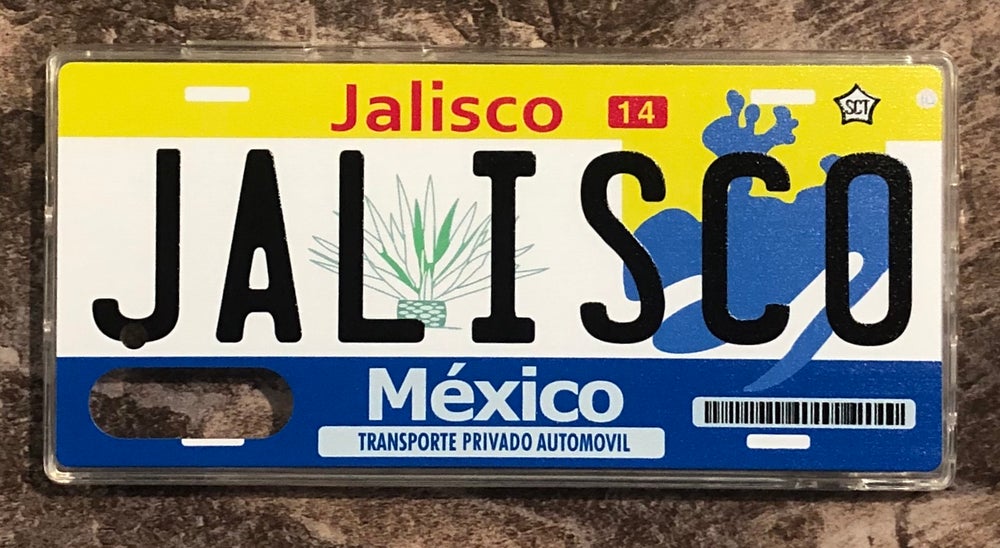 Jalisco 14 SCT
JALISCO
México
TRANSPORTE PRIVADO AUTOMOVIL